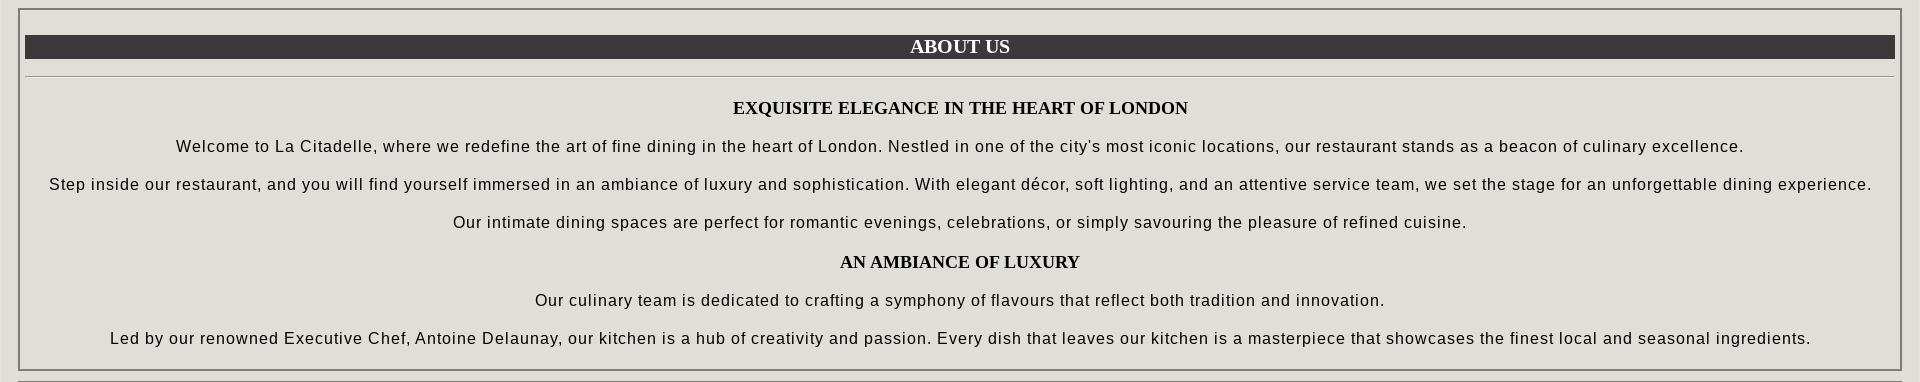 ABOUT US
EXQUISITE ELEGANCE IN THE HEART OF LONDON
Welcome to La Citadelle, where we redefine the art of fine dining in the heart of London. Nestled in one of the city's most iconic locations, our restaurant stands as a beacon of culinary excellence.
Step inside our restaurant, and you will find yourself immersed in an ambiance of luxury and sophistication. With elegant décor, soft lighting, and an attentive service team, we set the stage for an unforgettable dining experience.
Our intimate dining spaces are perfect for romantic evenings, celebrations, or simply savouring the pleasure of refined cuisine.
AN AMBIANCE OF LUXURY
Our culinary team is dedicated to crafting a symphony of flavours that reflect both tradition and innovation.
Led by our renowned Executive Chef, Antoine Delaunay, our kitchen is a hub of creativity and passion. Every dish that leaves our kitchen is a masterpiece that showcases the finest local and seasonal ingredients.